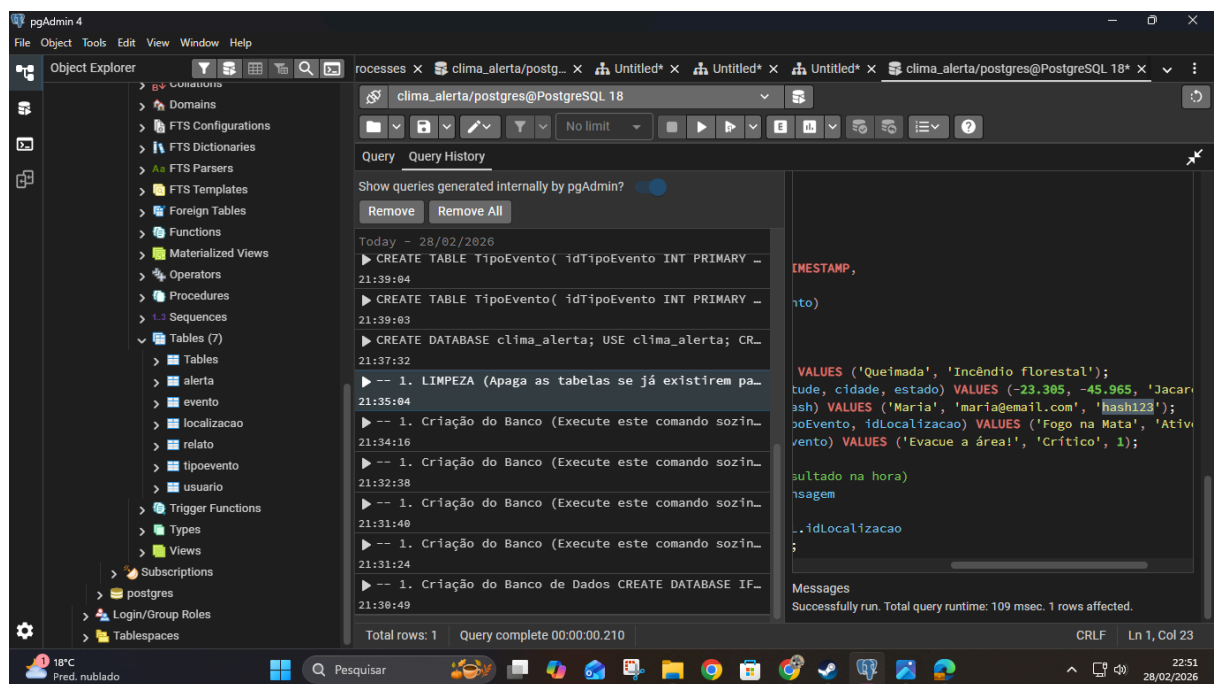 pgAdmin 4
File Object Tools Edit View Window Help
Object Explorer
rocesses
clima_alerta/postg...
Untitled*
Untitled*
Untitled*
clima_alerta/postgres@PostgreSQL 18*
Collations
Domains
FTS Configurations
FTS Dictionaries
FTS Parsers
FTS Templates
Foreign Tables
Functions
Materialized Views
Operators
Procedures
1..3 Sequences
Tables (7)
Tables
alerta
evento
localizacao
relato
tipoevento
usuario
Trigger Functions
Types
Views
Subscriptions
postgres
Login/Group Roles
Tablespaces
clima_alerta/postgres@PostgreSQL 18
No limit
E
Query Query History
Show queries generated internally by pgAdmin?
Remove Remove All
Today - 28/02/2026
CREATE TABLE TipoEvento( idTipoEvento INT PRIMARY …
21:39:04
CREATE TABLE TipoEvento( idTipoEvento INT PRIMARY …
21:39:03
CREATE DATABASE clima_alerta; USE clima_alerta; CR…
21:37:32
-- 1. LIMPEZA (Apaga as tabelas se já existirem pa…
21:35:04
-- 1. Criação do Banco (Execute este comando sozin…
21:34:16
-- 1. Criação do Banco (Execute este comando sozin…
21:32:38
-- 1. Criação do Banco (Execute este comando sozin…
21:31:40
-- 1. Criação do Banco (Execute este comando sozin…
21:31:24
-- 1. Criação do Banco de Dados CREATE DATABASE IF…
21:30:49
IMESTAMP,
nto)
VALUES ('Queimada', 'Incêndio florestal');
tude, cidade, estado) VALUES (-23.305, -45.965, 'Jacar
ash) VALUES ('Maria', 'maria@email.com', 'hash123');
poEvento, idLocalizacao) VALUES ('Fogo na Mata', 'Ativ
vento) VALUES ('Evacue a área!', 'Crítico', 1);
sultado na hora)
nsagem
.idLocalizacao
;
Messages
Successfully run. Total query runtime: 109 msec. 1 rows affected.
Total rows: 1 Query complete 00:00:00.210 CRLF Ln 1, Col 23
1
18°C
Pred. nublado
Pesquisar
22:51
28/02/2026